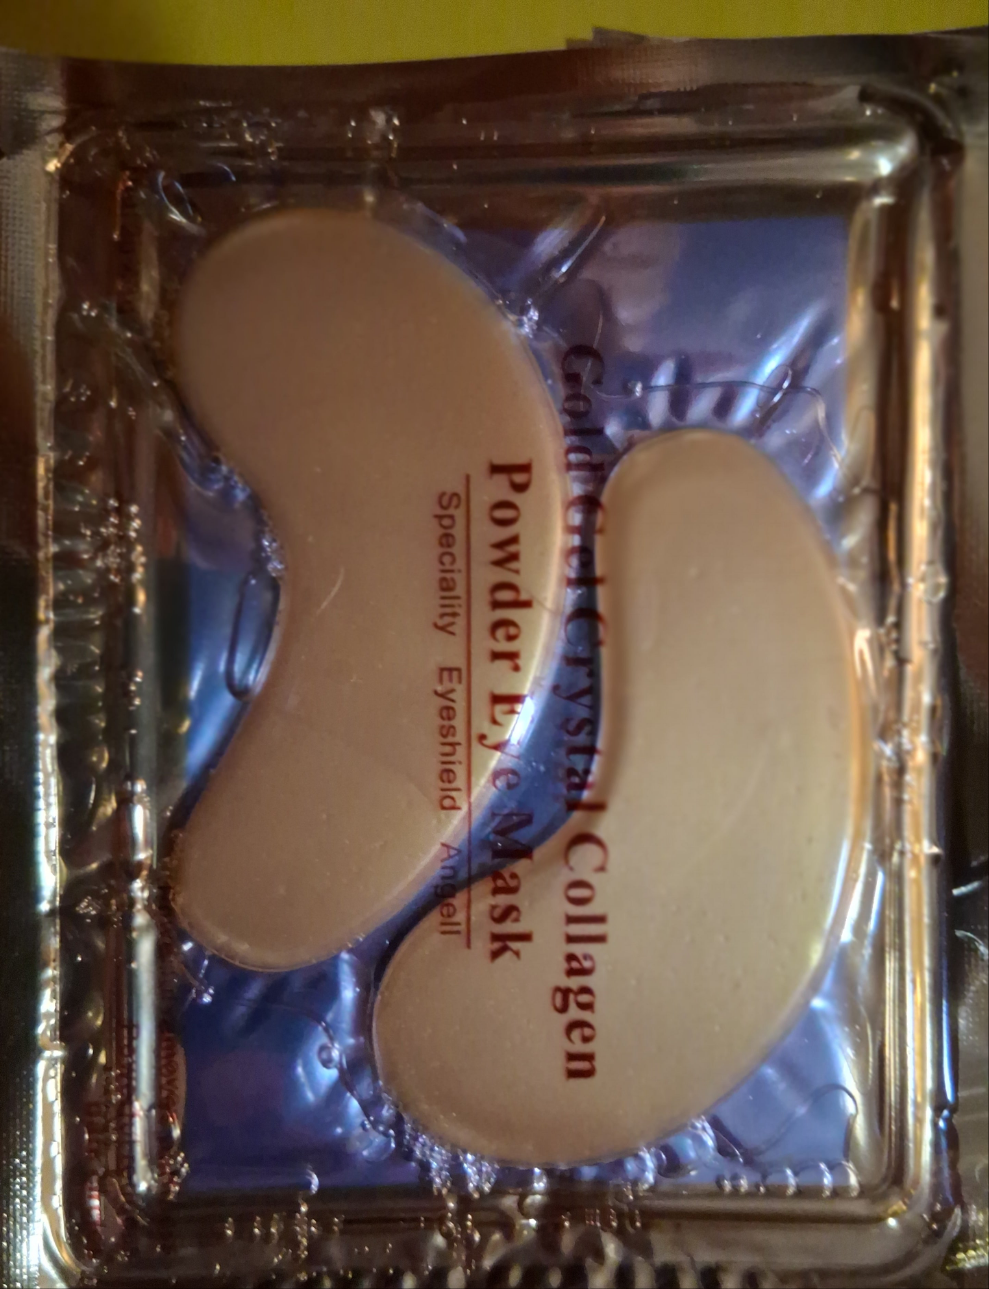 Gold Gel Crystal Collagen
Powder Eye Mask
Speciality Eyeshield Angell